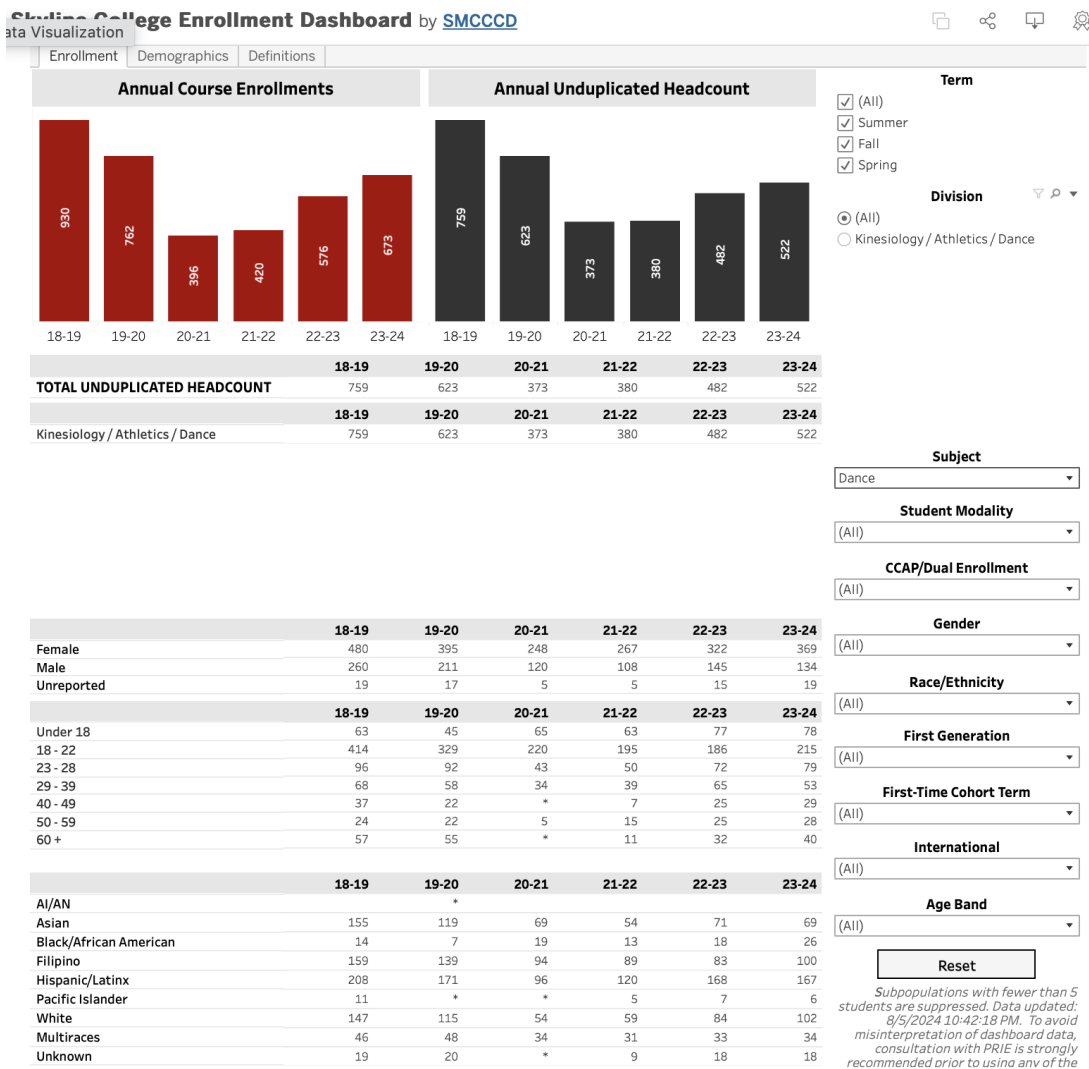 College Enrollment Dashboard by SMCCCD
ata Visualization
Enrollment Demographics Definitions
Annual Course Enrollments
930 762 396 420 576 673
18-19 19-20 20-21 21-22 22-23 23-24
Annual Unduplicated Headcount
759 623 373 380 482 522
18-19 19-20 20-21 21-22 22-23 23-24
18-19 19-20 20-21 21-22 22-23 23-24
TOTAL UNDUPLICATED HEADCOUNT 759 623 373 380 482 522
18-19 19-20 20-21 21-22 22-23 23-24
Kinesiology / Athletics / Dance 759 623 373 380 482 522
18-19 19-20 20-21 21-22 22-23 23-24
Female 480 395 248 267 322 369
Male 260 211 120 108 145 134
Unreported 19 17 5 5 15 19
18-19 19-20 20-21 21-22 22-23 23-24
Under 18 63 45 65 63 77 78
18 - 22 414 329 220 195 186 215
23 - 28 96 92 43 50 72 79
29 - 39 68 58 34 39 65 53
40 - 49 37 22 * 7 25 29
50 - 59 24 22 5 15 25 28
60 + 57 55 * 11 32 40
18-19 19-20 20-21 21-22 22-23 23-24
AI/AN *
Asian 155 119 69 54 71 69
Black/African American 14 7 19 13 18 26
Filipino 159 139 94 89 83 100
Hispanic/Latinx 208 171 96 120 168 167
Pacific Islander 11 * * 5 7 6
White 147 115 54 59 84 102
Multiraces 46 48 34 31 33 34
Unknown 19 20 * 9 18 18
Term
(All)
Summer
Fall
Spring
Division
(All)
Kinesiology / Athletics / Dance
Subject
Dance
Student Modality
(All)
CCAP/Dual Enrollment
(All)
Gender
(All)
Race/Ethnicity
(All)
First Generation
(All)
First-Time Cohort Term
(All)
International
(All)
Age Band
(All)
Reset
Subpopulations with fewer than 5
students are suppressed. Data updated:
8/5/2024 10:42:18 PM. To avoid
misinterpretation of dashboard data,
consultation with PRIE is strongly
recommended prior to using any of the